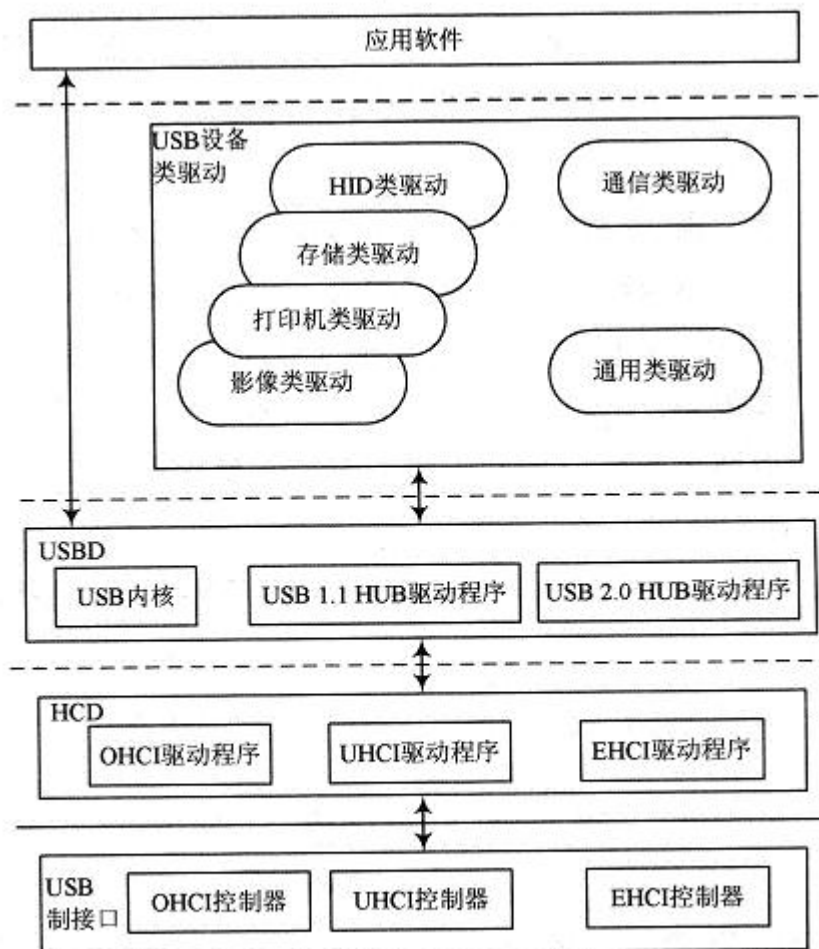 应用软件
USB设备
类驱动
HID类驱动
通信类驱动
存储类驱动
打印机类驱动
影像类驱动
通用类驱动
USBD
USB内核
USB 1.1 HUB驱动程序
USB 2.0 HUB驱动程序
HCD
OHCI驱动程序
UHCI驱动程序
EHCI驱动程序
USB
制接口
OHCI控制器
UHCI控制器
EHCI控制器